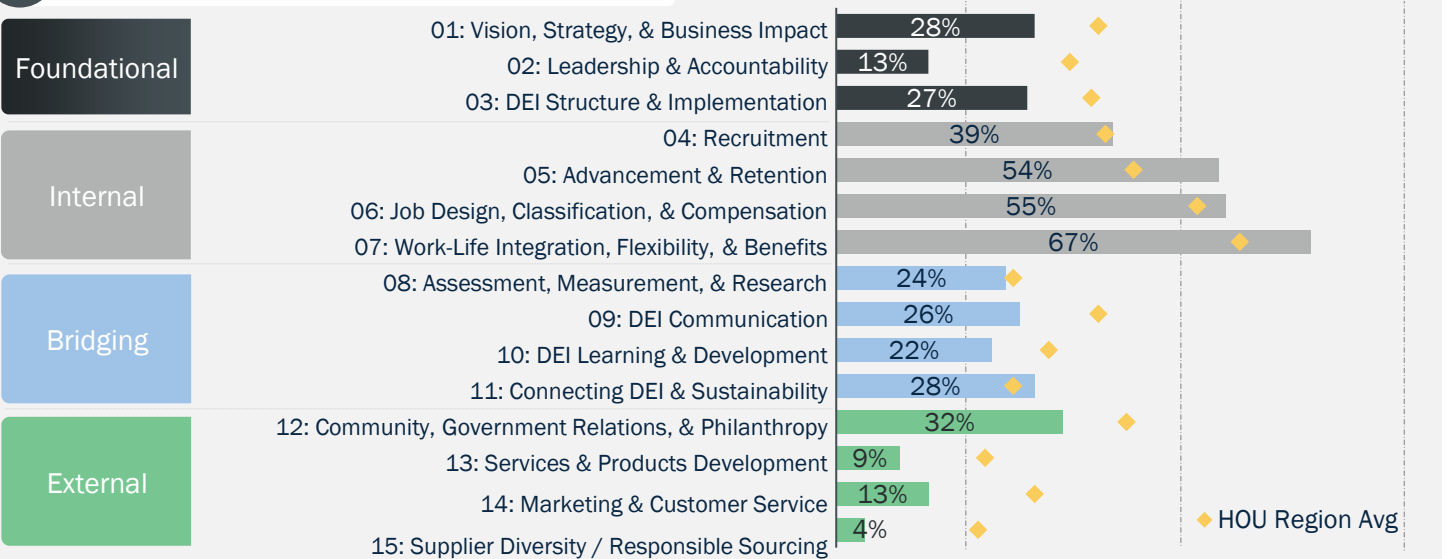 Foundational
01: Vision, Strategy, & Business Impact 28%
02: Leadership & Accountability 13%
03: DEI Structure & Implementation 27%
Internal
04: Recruitment 39%
05: Advancement & Retention 54%
06: Job Design, Classification, & Compensation 55%
07: Work-Life Integration, Flexibility, & Benefits 67%
Bridging
08: Assessment, Measurement, & Research 24%
09: DEI Communication 26%
10: DEI Learning & Development 22%
11: Connecting DEI & Sustainability 28%
External
12: Community, Government Relations, & Philanthropy 32%
13: Services & Products Development 9%
14: Marketing & Customer Service 13%
15: Supplier Diversity / Responsible Sourcing 4%
HOU Region Avg